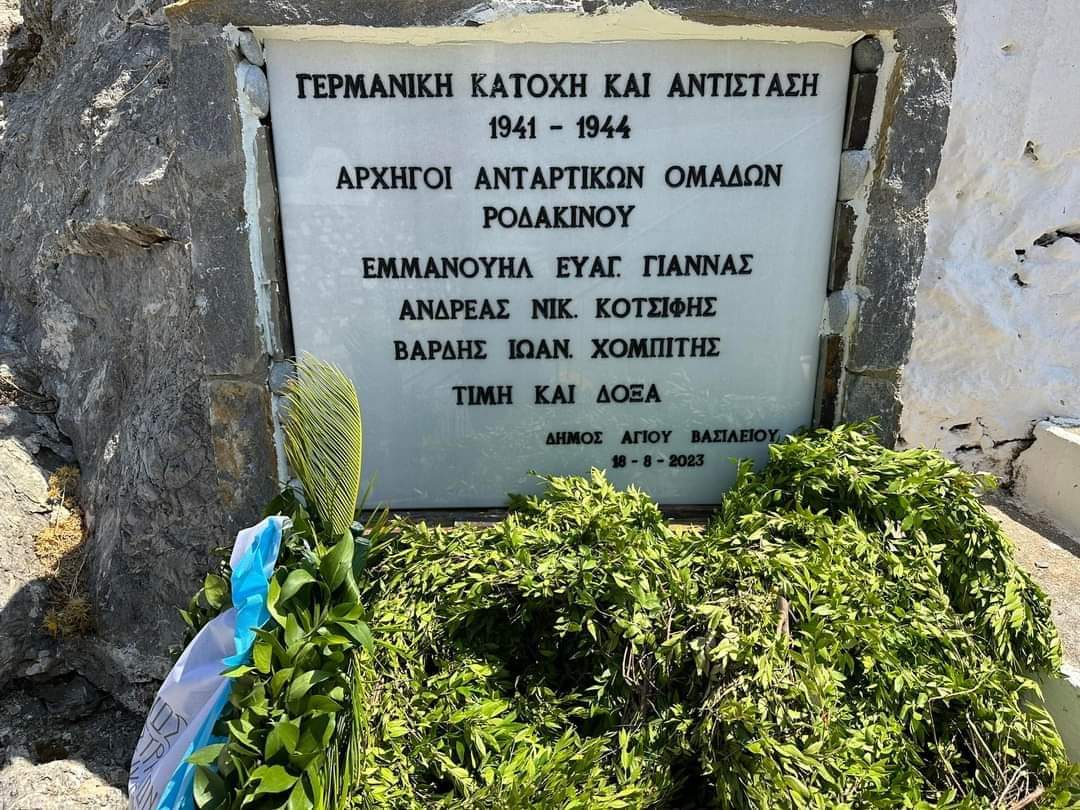 ΓΕΡΜΑΝΙΚΗ ΚΑΤΟΧΗ ΚΑΙ ΑΝΤΙΣΤΑΣΗ
1941 - 1944
ΑΡΧΗΓΟΙ ΑΝΤΑΡΤΙΚΩΝ ΟΜΑΔΩΝ
ΡΟΔΑΚΙΝΟΥ
ΕΜΜΑΝΟΥΗΛ ΕΥΑΓ. ΓΙΑΝΝΑΣ
ΑΝΔΡΕΑΣ ΝΙΚ. ΚΟΤΣΙΦΗΣ
ΒΑΡΔΗΣ ΙΩΑΝ. ΧΟΜΠΙΤΗΣ
ΤΙΜΗ ΚΑΙ ΔΟΞΑ
ΔΗΜΟΣ ΑΓΙΟΥ ΒΑΣΙΛΕΙΟΥ
18 - 8 - 2023